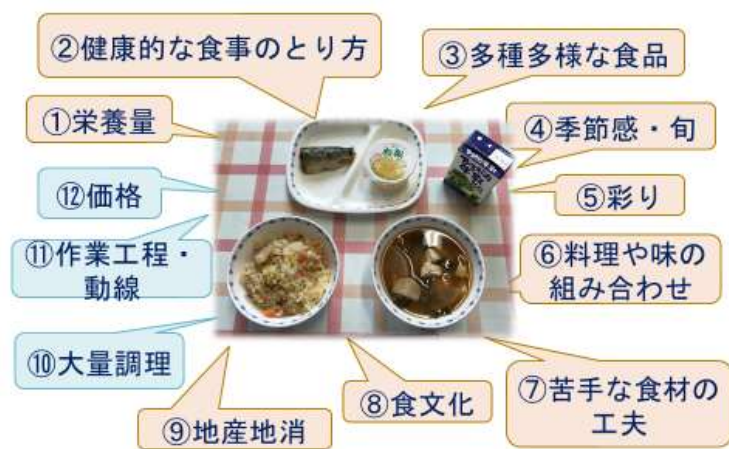 ①栄養量
②健康的な食事のとり方
③多種多様な食品
④季節感・旬
⑤彩り
⑥料理や味の
組み合わせ
⑦苦手な食材の
工夫
⑧食文化
⑨地産地消
⑩大量調理
⑪作業工程・
動線
⑫価格